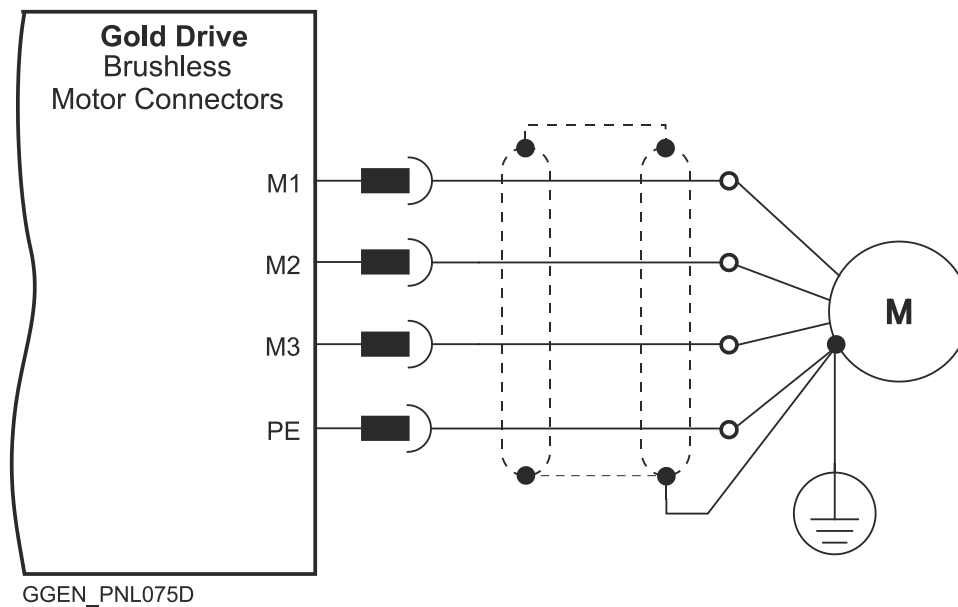 Gold Drive
Brushless
Motor Connectors
M1
M2
M3
PE
M
GGEN_PNL075D